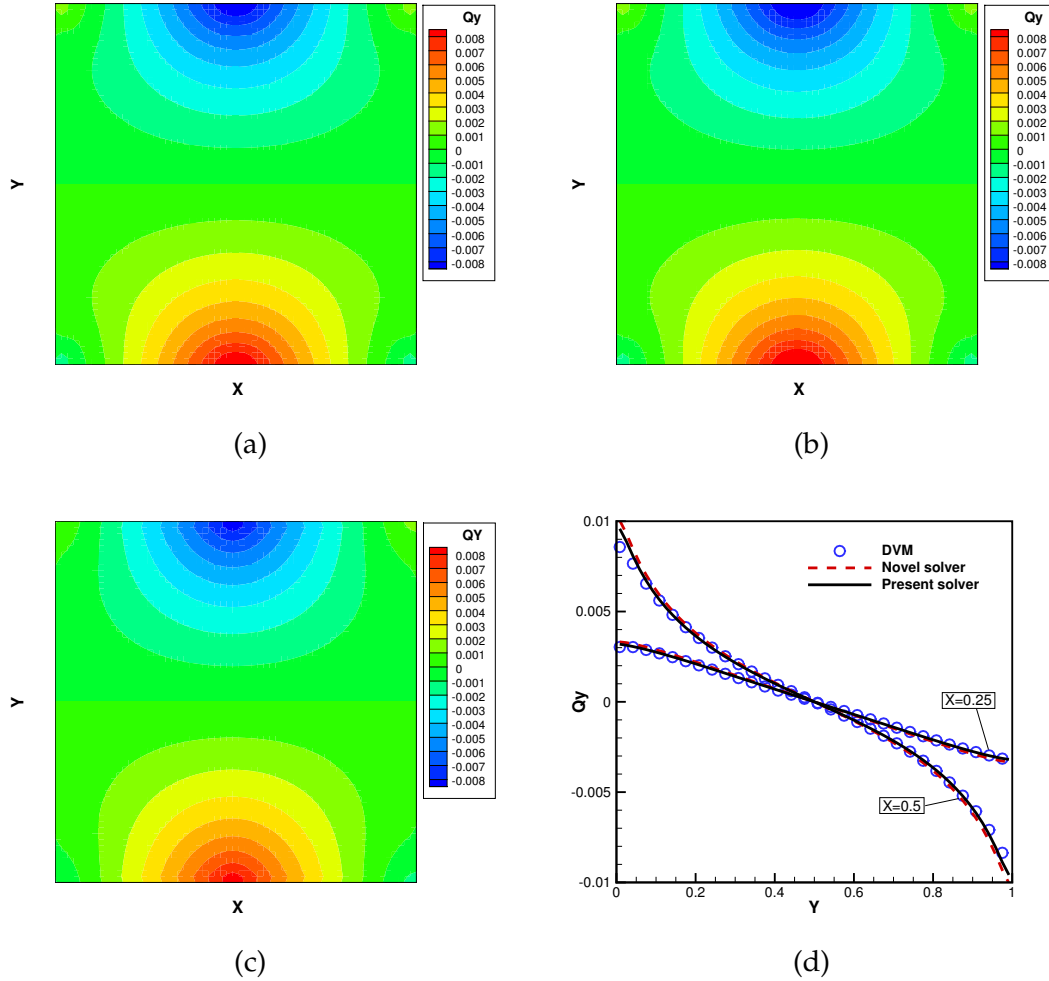 Qy
0.008
0.007
0.006
0.005
0.004
0.003
0.002
0.001
0
-0.001
-0.002
-0.003
-0.004
-0.005
-0.006
-0.007
-0.008
Y
X
(a)
Qy
0.008
0.007
0.006
0.005
0.004
0.003
0.002
0.001
0
-0.001
-0.002
-0.003
-0.004
-0.005
-0.006
-0.007
-0.008
Y
X
(b)
QY
0.008
0.007
0.006
0.005
0.004
0.003
0.002
0.001
0
-0.001
-0.002
-0.003
-0.004
-0.005
-0.006
-0.007
-0.008
Y
X
(c)
0.01
0.005
0
-0.005
-0.01
Qy
DVM
Novel solver
Present solver
X=0.25
X=0.5
0 0.2 0.4 0.6 0.8 1
Y
(d)